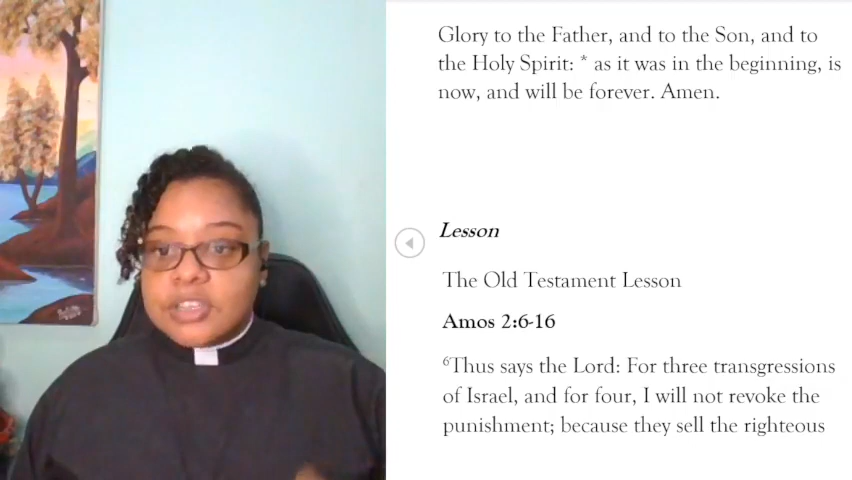 Glory to the Father, and to the Son, and to
the Holy Spirit: * as it was in the beginning, is
now, and will be forever. Amen.
Lesson
The Old Testament Lesson
Amos 2:6-16
⁶Thus says the Lord: For three transgressions
of Israel, and for four, I will not revoke the
punishment; because they sell the righteous